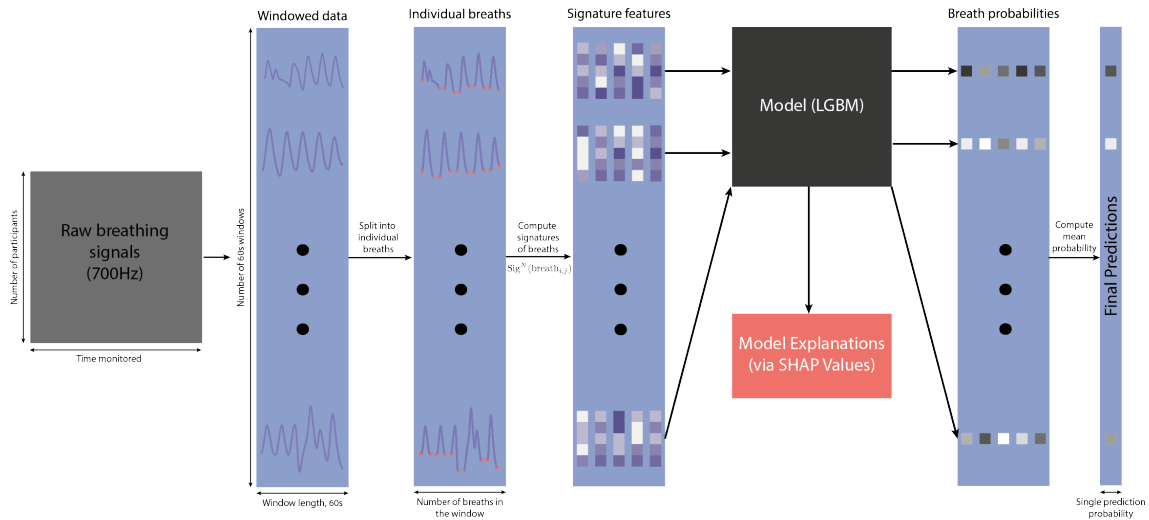 Windowed data
Individual breaths
Signature features
Breath probabilities
Model (LGBM)
Number of participants
Raw breathing
signals
(700Hz)
Time monitored
Number of 60s windows
Split into
individual
breaths
Compute
signatures
of breaths
Sig^N(breath_{i,j})
Model Explanations
(via SHAP Values)
Compute
mean
probability
Final Predictions
Window length, 60s
Number of breaths in
the window
Single prediction
probability